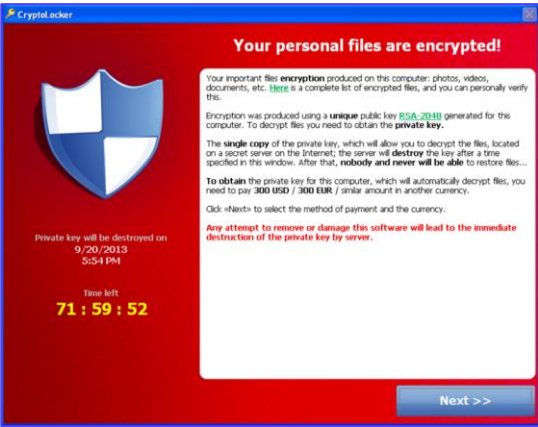 CryptoLocker
Your personal files are encrypted!
Your important files encryption produced on this computer: photos, videos,
documents, etc. Here is a complete list of encrypted files, and you can personally verify
this.
Encryption was produced using a unique public key RSA-2048 generated for this
computer. To decrypt files you need to obtain the private key.
The single copy of the private key, which will allow you to decrypt the files, located
on a secret server on the Internet; the server will destroy the key after a time
specified in this window. After that, nobody and never will be able to restore files...
To obtain the private key for this computer, which will automatically decrypt files, you
need to pay 300 USD / 300 EUR / similar amount in another currency.
Click «Next» to select the method of payment and the currency.
Any attempt to remove or damage this software will lead to the immediate
destruction of the private key by server.
Private key will be destroyed on
9/20/2013
5:54 PM
Time left
71 : 59 : 52
Next >>